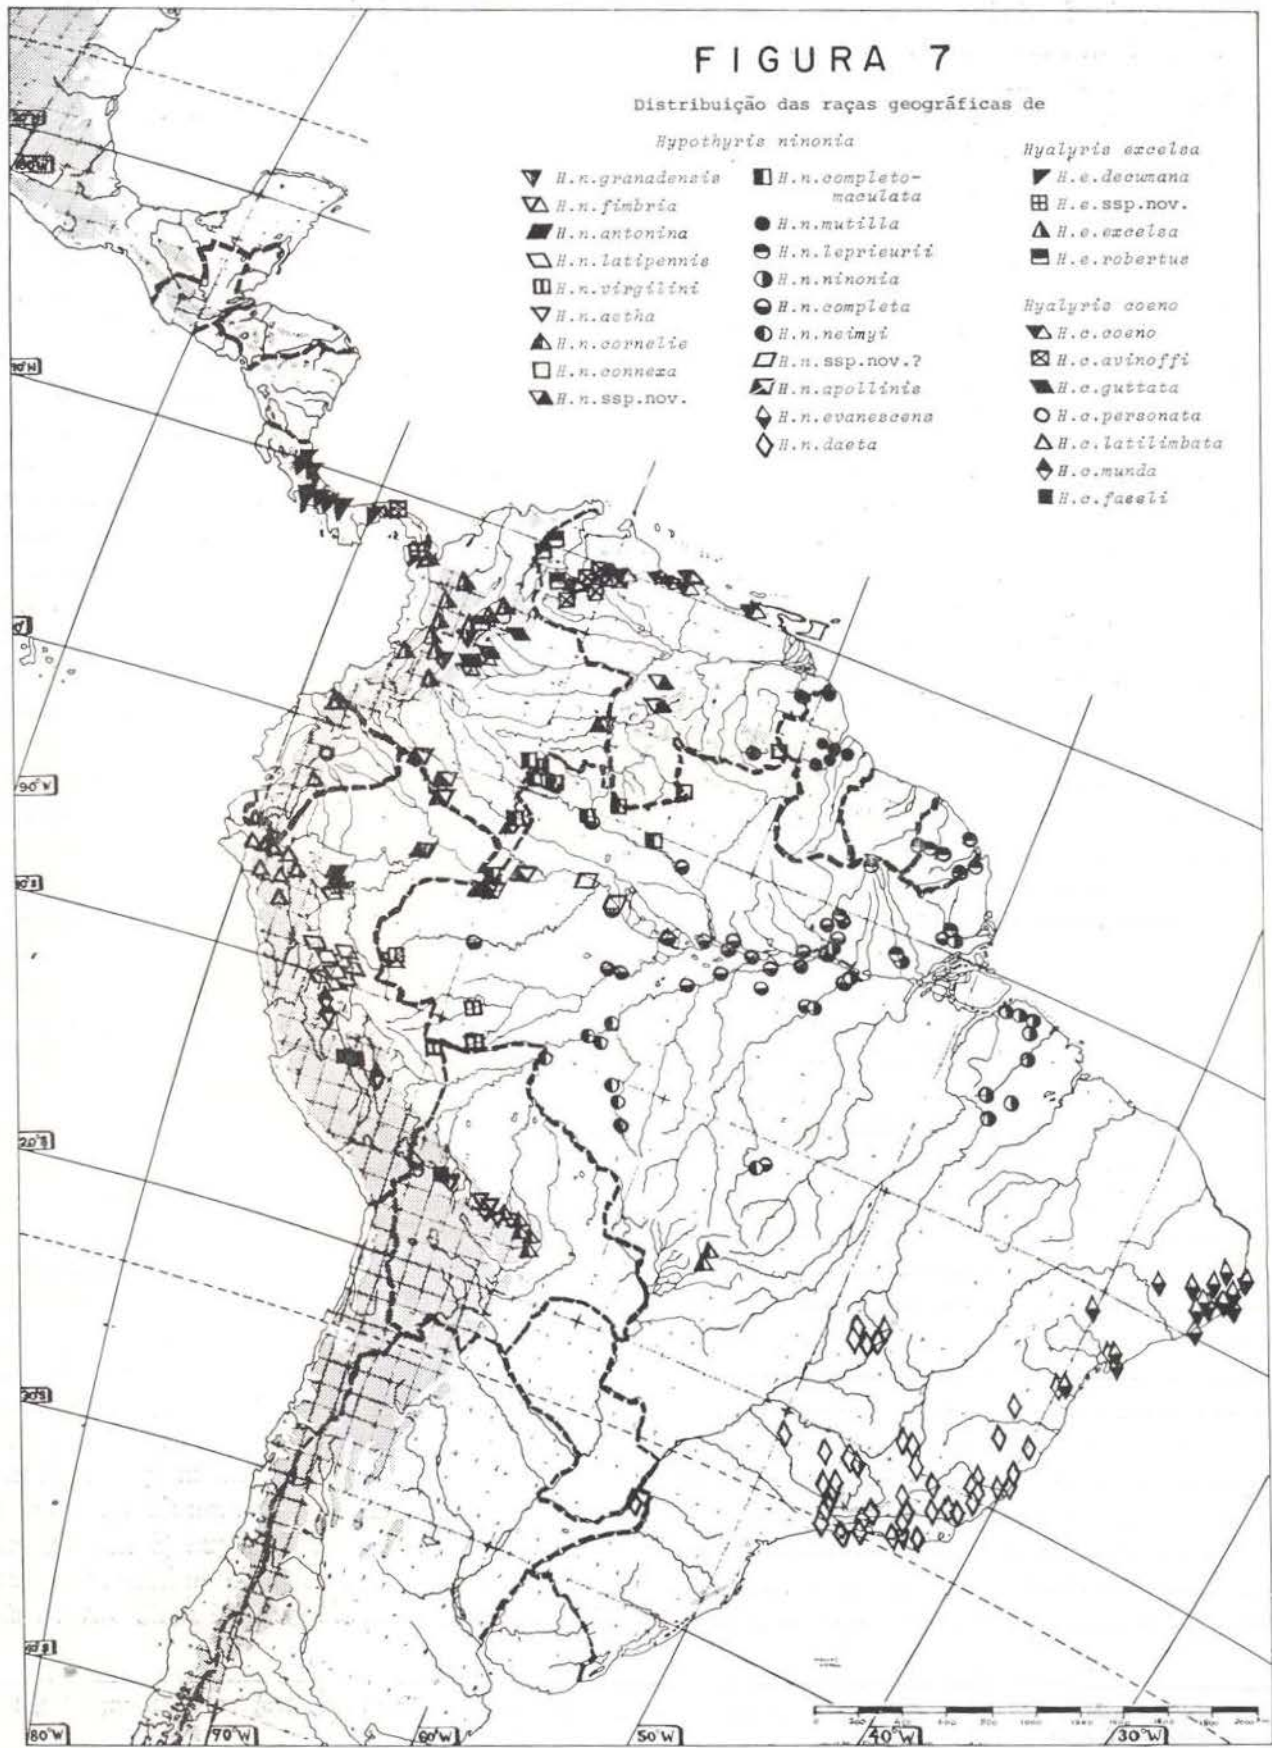 FIGURA 7
Distribuição das raças geográficas de
Hypothyris ninonia
H.n.granadensis
H.n.fimbria
H.n.antonina
H.n.latipennis
H.n.virgilini
H.n.aetha
H.n.cornelie
H.n.connexa
H.n.ssp.nov.
H.n.completo-
maculata
H.n.mutilla
H.n.leprieurii
H.n.ninonia
H.n.completa
H.n.neimyi
H.n.ssp.nov.?
H.n.apollinis
H.n.evanescens
H.n.daeta
Hyalyris excelsa
H.e.decumana
H.e.ssp.nov.
H.e.excelsa
H.e.robertus
Hyalyris coeno
H.c.coeno
H.c.avinoffi
H.c.guttata
H.c.personata
H.c.latilimbata
H.c.munda
H.c.fassli
90°W
20°S
80°W
70°W
60°W
50°W
40°W
30°W